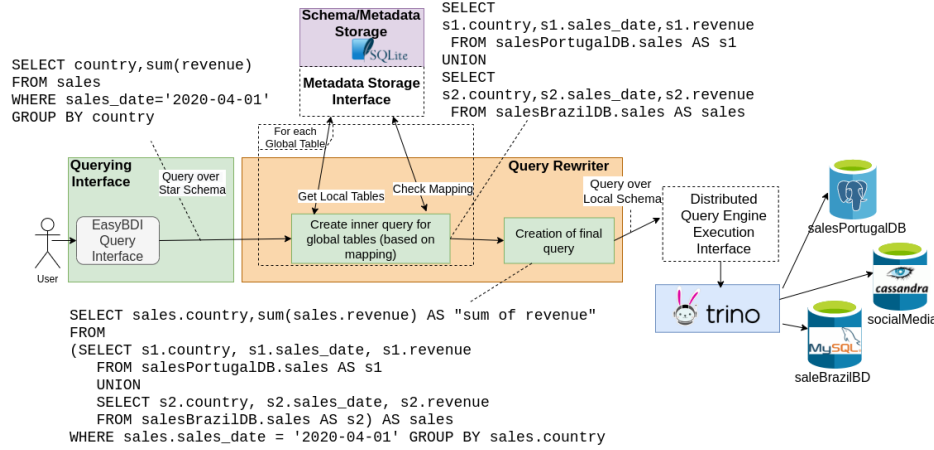 Schema/Metadata
Storage
SQLite
Metadata Storage
Interface
SELECT
s1.country,s1.sales_date,s1.revenue
FROM salesPortugalDB.sales AS s1
UNION
SELECT
s2.country,s2.sales_date,s2.revenue
FROM salesBrazilDB.sales AS sales
SELECT country,sum(revenue)
FROM sales
WHERE sales_date='2020-04-01'
GROUP BY country
For each
Global Table
Querying
Interface
Query over
Star Schema
Query Rewriter
Get Local Tables
Check Mapping
Query over
Local Schema
User
EasyBDI
Query
Interface
Create inner query for
global tables (based on
mapping)
Creation of final
query
Distributed
Query Engine
Execution
Interface
trino
salesPortugalDB
cassandra
socialMedia
MySQL
saleBrazilBD
SELECT sales.country,sum(sales.revenue) AS "sum of revenue"
FROM
(SELECT s1.country, s1.sales_date, s1.revenue
FROM salesPortugalDB.sales AS s1
UNION
SELECT s2.country, s2.sales_date, s2.revenue
FROM salesBrazilDB.sales AS s2) AS sales
WHERE sales.sales_date = '2020-04-01' GROUP BY sales.country